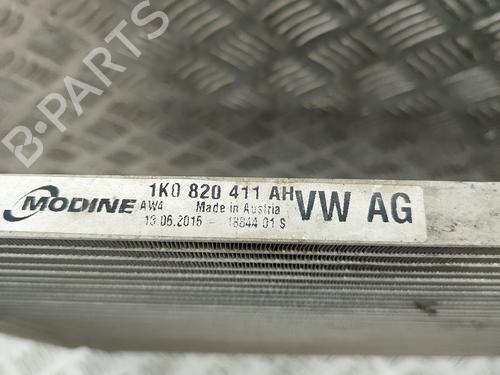 B-PARTS
MODINE
1K0 820 411 AH VW AG
AW4 Made in Austria
13.06.2015 - 18844 01 S